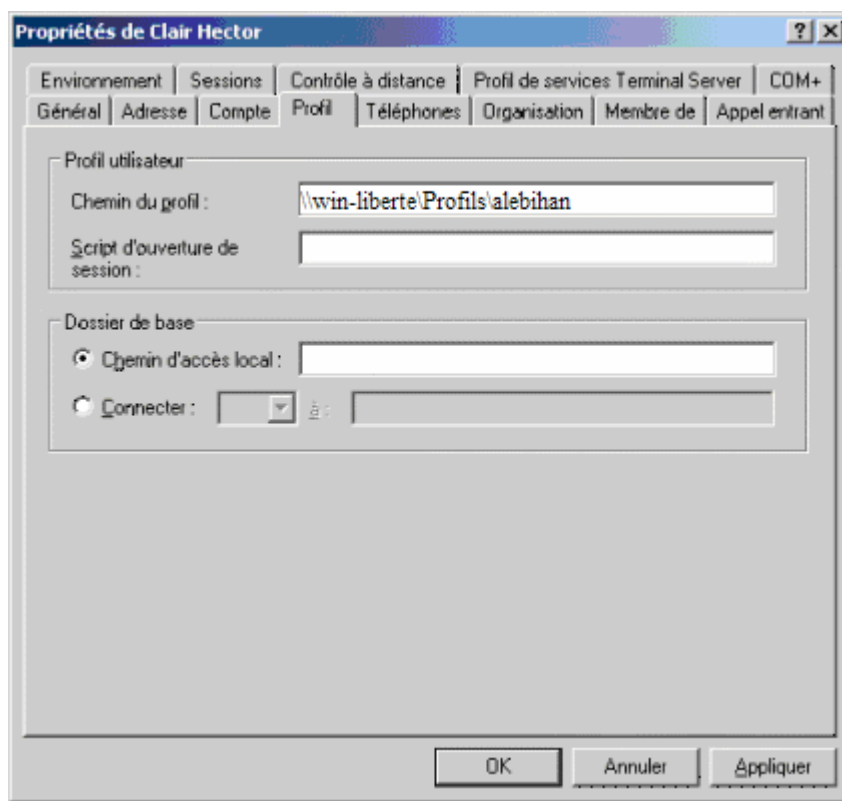 Propriétés de Clair Hector
Environnement Sessions Contrôle à distance Profil de services Terminal Server COM+
Général Adresse Compte Profil Téléphones Organisation Membre de Appel entrant
Profil utilisateur
Chemin du profil : \\win-liberte\Profils\alebihan
Script d'ouverture de
session :
Dossier de base
Chemin d'accès local :
Connecter : à :
OK Annuler Appliquer